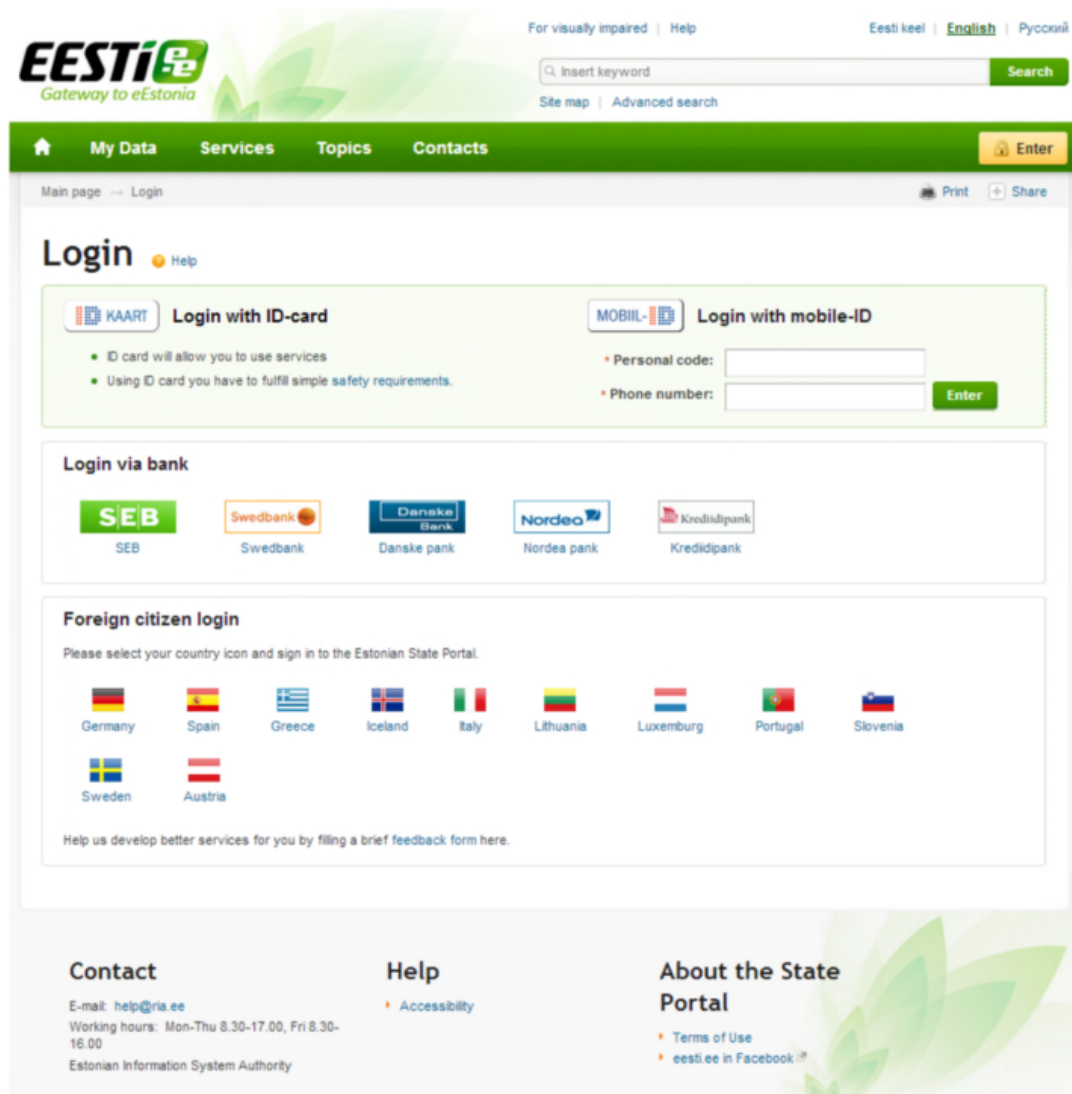 For visually impaired | Help
Eesti keel | English | Русский
EESTI ee
Gateway to eEstonia
Insert keyword
Search
Site map | Advanced search
My Data Services Topics Contacts
Enter
Main page → Login
Print Share
Login Help
KAART Login with ID-card
ID card will allow you to use services
Using ID card you have to fulfill simple safety requirements.
MOBIIL-ID Login with mobile-ID
* Personal code:
* Phone number:
Enter
Login via bank
SEB Swedbank Danske Bank Nordea Krediidipank
SEB Swedbank Danske pank Nordea pank Krediidipank
Foreign citizen login
Please select your country icon and sign in to the Estonian State Portal.
Germany Spain Greece Iceland Italy Lithuania Luxemburg Portugal Slovenia
Sweden Austria
Help us develop better services for you by filling a brief feedback form here.
Contact
E-mail: help@ria.ee
Working hours: Mon-Thu 8.30-17.00, Fri 8.30-
16.00
Estonian Information System Authority
Help
Accessibility
About the State
Portal
Terms of Use
eesti.ee in Facebook